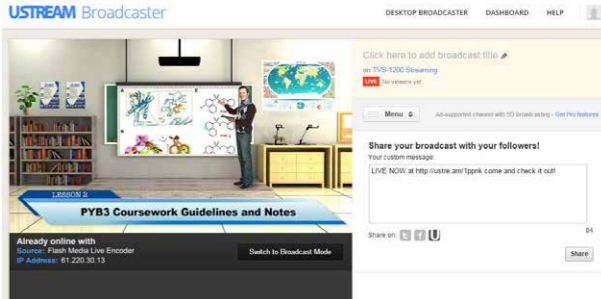 USTREAM Broadcaster
DESKTOP BROADCASTER DASHBOARD HELP
Click here to add broadcast title
on TVS-1200 Streaming
LIVE No viewers yet
Menu
Ad-supported channel with SD broadcasting - Get Pro features
Share your broadcast with your followers!
Your custom message:
LIVE NOW at http://ustre.am/1ppnk come and check it out!
Share on:
84
Share
LESSON 2
PYB3 Coursework Guidelines and Notes
Already online with
Source: Flash Media Live Encoder
IP Address: 61.220.30.13
Switch to Broadcast Mode